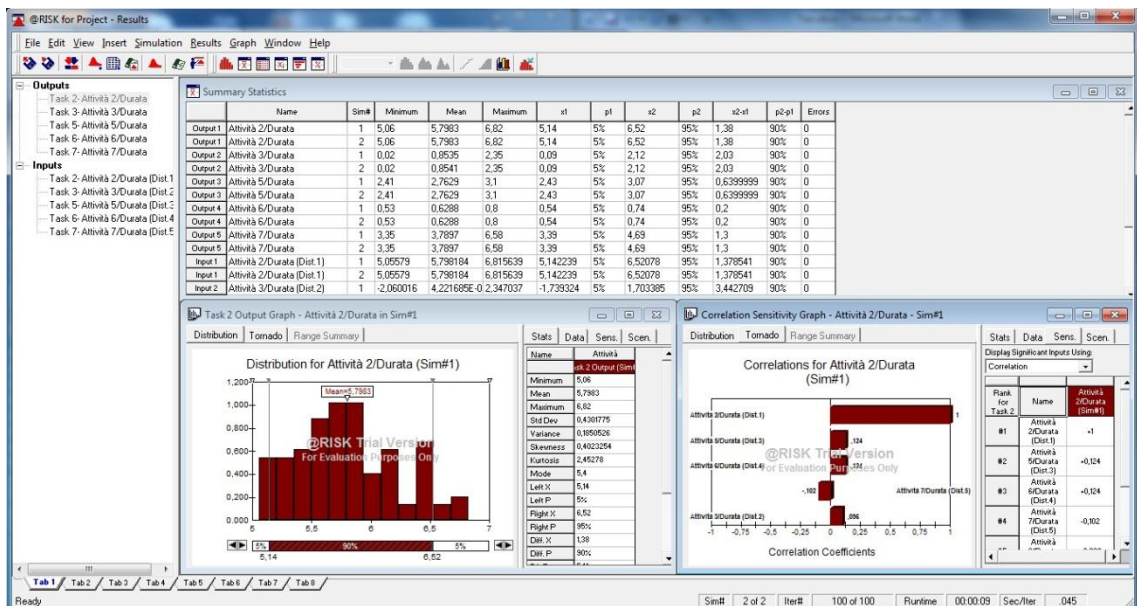 @RISK for Project - Results
File Edit View Insert Simulation Results Graph Window Help
Outputs
Task 2- Attività 2/Durata
Task 3- Attività 3/Durata
Task 5- Attività 5/Durata
Task 6- Attività 6/Durata
Task 7- Attività 7/Durata
Inputs
Task 2- Attività 2/Durata (Dist.1
Task 3- Attività 3/Durata (Dist.2
Task 5- Attività 5/Durata (Dist.3
Task 6- Attività 6/Durata (Dist.4
Task 7- Attività 7/Durata (Dist.5
Summary Statistics
Name Sim# Minimum Mean Maximum x1 p1 x2 p2 x2-x1 p2-p1 Errors
Output 1 Attività 2/Durata 1 5,06 5,7983 6,82 5,14 5% 6,52 95% 1,38 90% 0
Output 1 Attività 2/Durata 2 5,06 5,7983 6,82 5,14 5% 6,52 95% 1,38 90% 0
Output 2 Attività 3/Durata 1 0,02 0,8535 2,35 0,09 5% 2,12 95% 2,03 90% 0
Output 2 Attività 3/Durata 2 0,02 0,8541 2,35 0,09 5% 2,12 95% 2,03 90% 0
Output 3 Attività 5/Durata 1 2,41 2,7629 3,1 2,43 5% 3,07 95% 0,6399999 90% 0
Output 3 Attività 5/Durata 2 2,41 2,7629 3,1 2,43 5% 3,07 95% 0,6399999 90% 0
Output 4 Attività 6/Durata 1 0,53 0,6288 0,8 0,54 5% 0,74 95% 0,2 90% 0
Output 4 Attività 6/Durata 2 0,53 0,6288 0,8 0,54 5% 0,74 95% 0,2 90% 0
Output 5 Attività 7/Durata 1 3,35 3,7897 6,58 3,39 5% 4,69 95% 1,3 90% 0
Output 5 Attività 7/Durata 2 3,35 3,7897 6,58 3,39 5% 4,69 95% 1,3 90% 0
Input 1 Attività 2/Durata (Dist.1) 1 5,05579 5,798184 6,815639 5,142239 5% 6,52078 95% 1,378541 90% 0
Input 1 Attività 2/Durata (Dist.1) 2 5,05579 5,798184 6,815639 5,142239 5% 6,52078 95% 1,378541 90% 0
Input 2 Attività 3/Durata (Dist.2) 1 -2,060016 4,221685E-0 2,347037 -1,739324 5% 1,703385 95% 3,442709 90% 0
Task 2 Output Graph - Attività 2/Durata in Sim#1
Distribution Tornado Range Summary
Stats Data Sens. Scen.
Distribution for Attività 2/Durata (Sim#1)
Mean=5,7983
1,200
1,000
0,800
0,600
0,400
0,200
0,000
5 5,5 6 6,5 7
5% 90% 5%
5,14 6,52
@RISK Trial Version
For Evaluation Purposes Only
Name Attività
Minimum 5,06
Mean 5,7983
Maximum 6,82
Std Dev 0,4301775
Variance 0,1850526
Skewness 0,4023254
Kurtosis 2,45278
Mode 5,4
Left X 5,14
Left P 5%
Right X 6,52
Right P 95%
Diff. X 1,38
Diff. P 90%
Correlation Sensitivity Graph - Attività 2/Durata - Sim#1
Distribution Tornado Range Summary
Stats Data Sens. Scen.
Correlations for Attività 2/Durata
(Sim#1)
Attività 2/Durata (Dist.1) 1
Attività 5/Durata (Dist.3) ,124
Attività 6/Durata (Dist.4) ,124
-,102 Attività 7/Durata (Dist.5)
Attività 3/Durata (Dist.2) ,096
-1 -0,75 -0,5 -0,25 0 0,25 0,5 0,75 1
Correlation Coefficients
@RISK Trial Version
For Evaluation Purposes Only
Display Significant Inputs Using:
Correlation
Rank for Task 2 Name Attività 2/Durata (Sim#1)
#1 Attività 2/Durata (Dist.1) +1
#2 Attività 5/Durata (Dist.3) +0,124
#3 Attività 6/Durata (Dist.4) +0,124
#4 Attività 7/Durata (Dist.5) -0,102
Attività
Tab 1 Tab 2 Tab 3 Tab 4 Tab 5 Tab 6 Tab 7 Tab 8
Ready Sim# 2 of 2 Iter# 100 of 100 Runtime 00:00:09 Sec/Iter .045